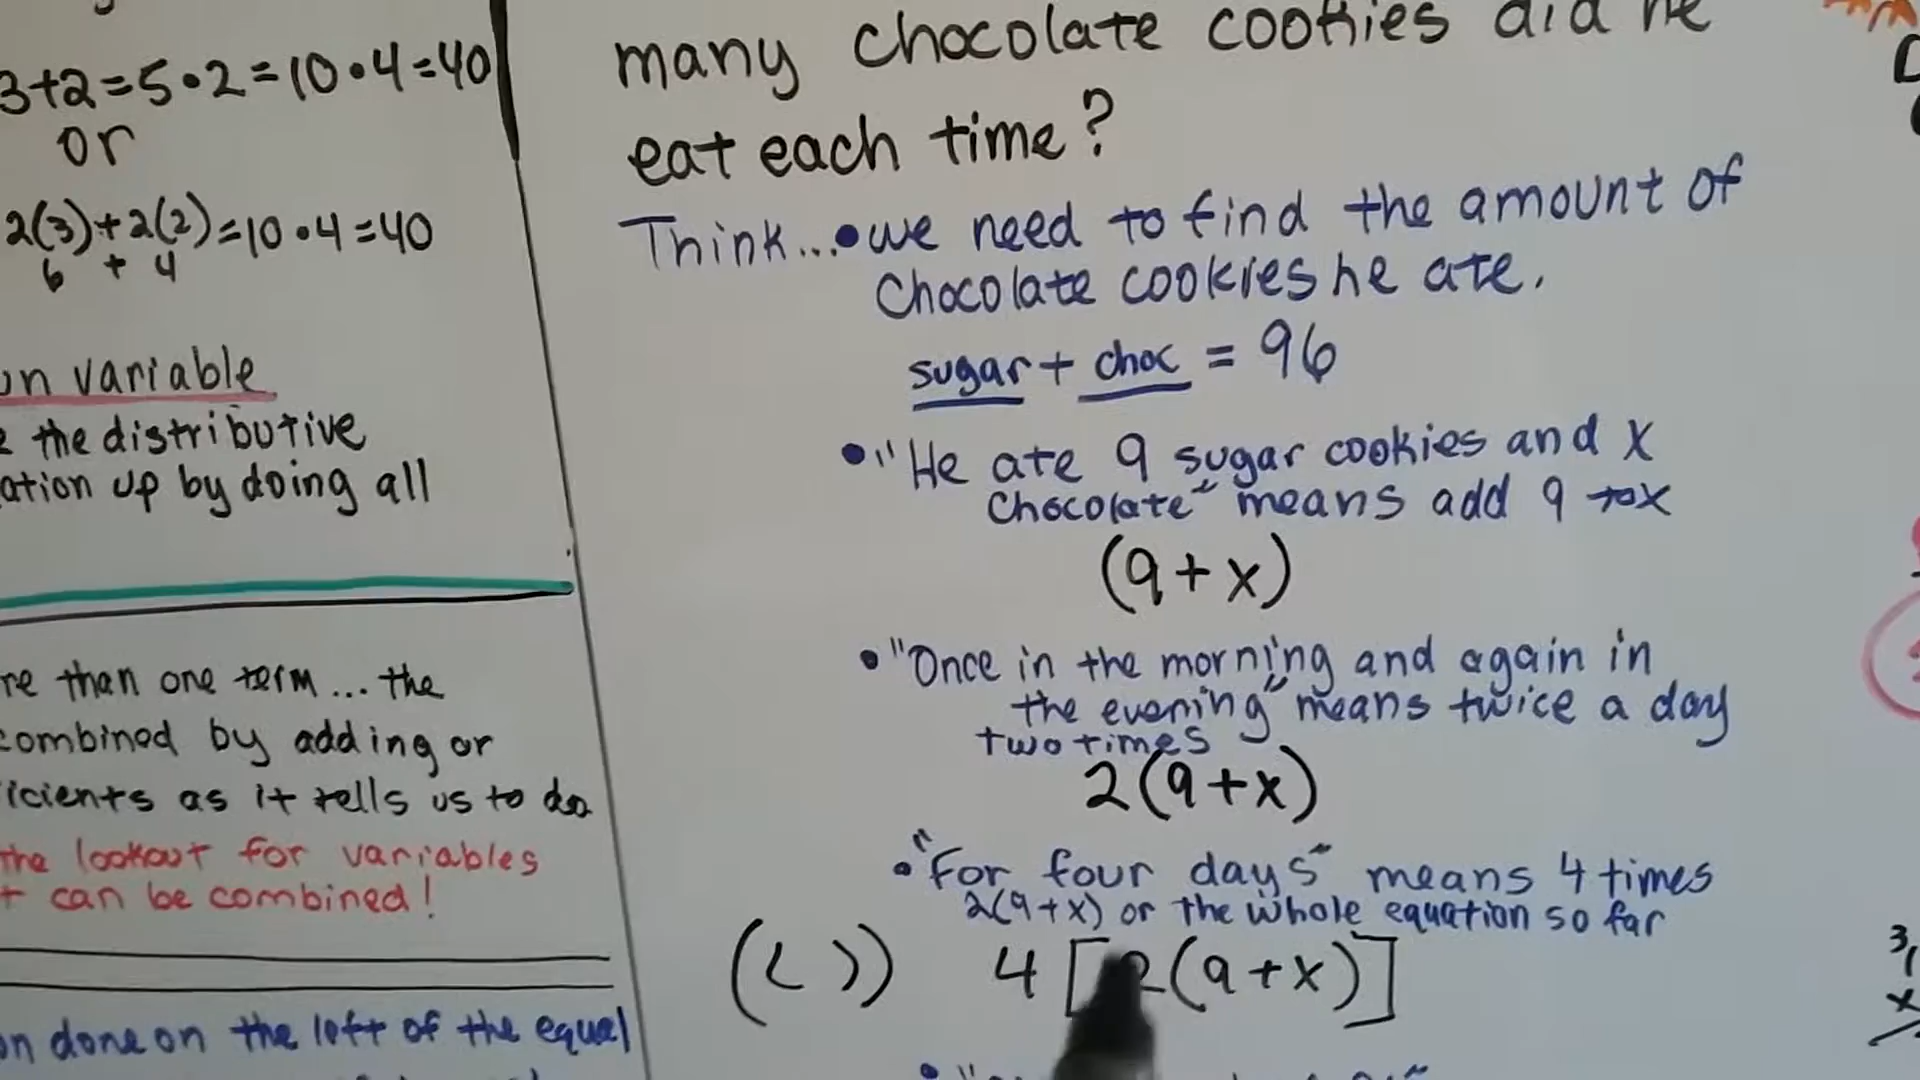 3+2=5•2=10•4=40
or
2(3)+2(2)=10•4=40
6 + 4
variable
the distributive
up by doing all
than one term... the
combined by adding or
as it tells us to do
the lookout for variables
can be combined!
done on the left of the equal
many chocolate cookies did he
eat each time?
Think...•we need to find the amount of
Chocolate cookies he ate.
sugar + choc = 96
•"He ate 9 sugar cookies and x
Chocolate" means add 9 to x
(9+x)
•"Once in the morning and again in
the evening" means twice a day
two times
2(9+x)
•"For four days" means 4 times
2(9+x) or the whole equation so far
(( )) 4[2(9+x)]